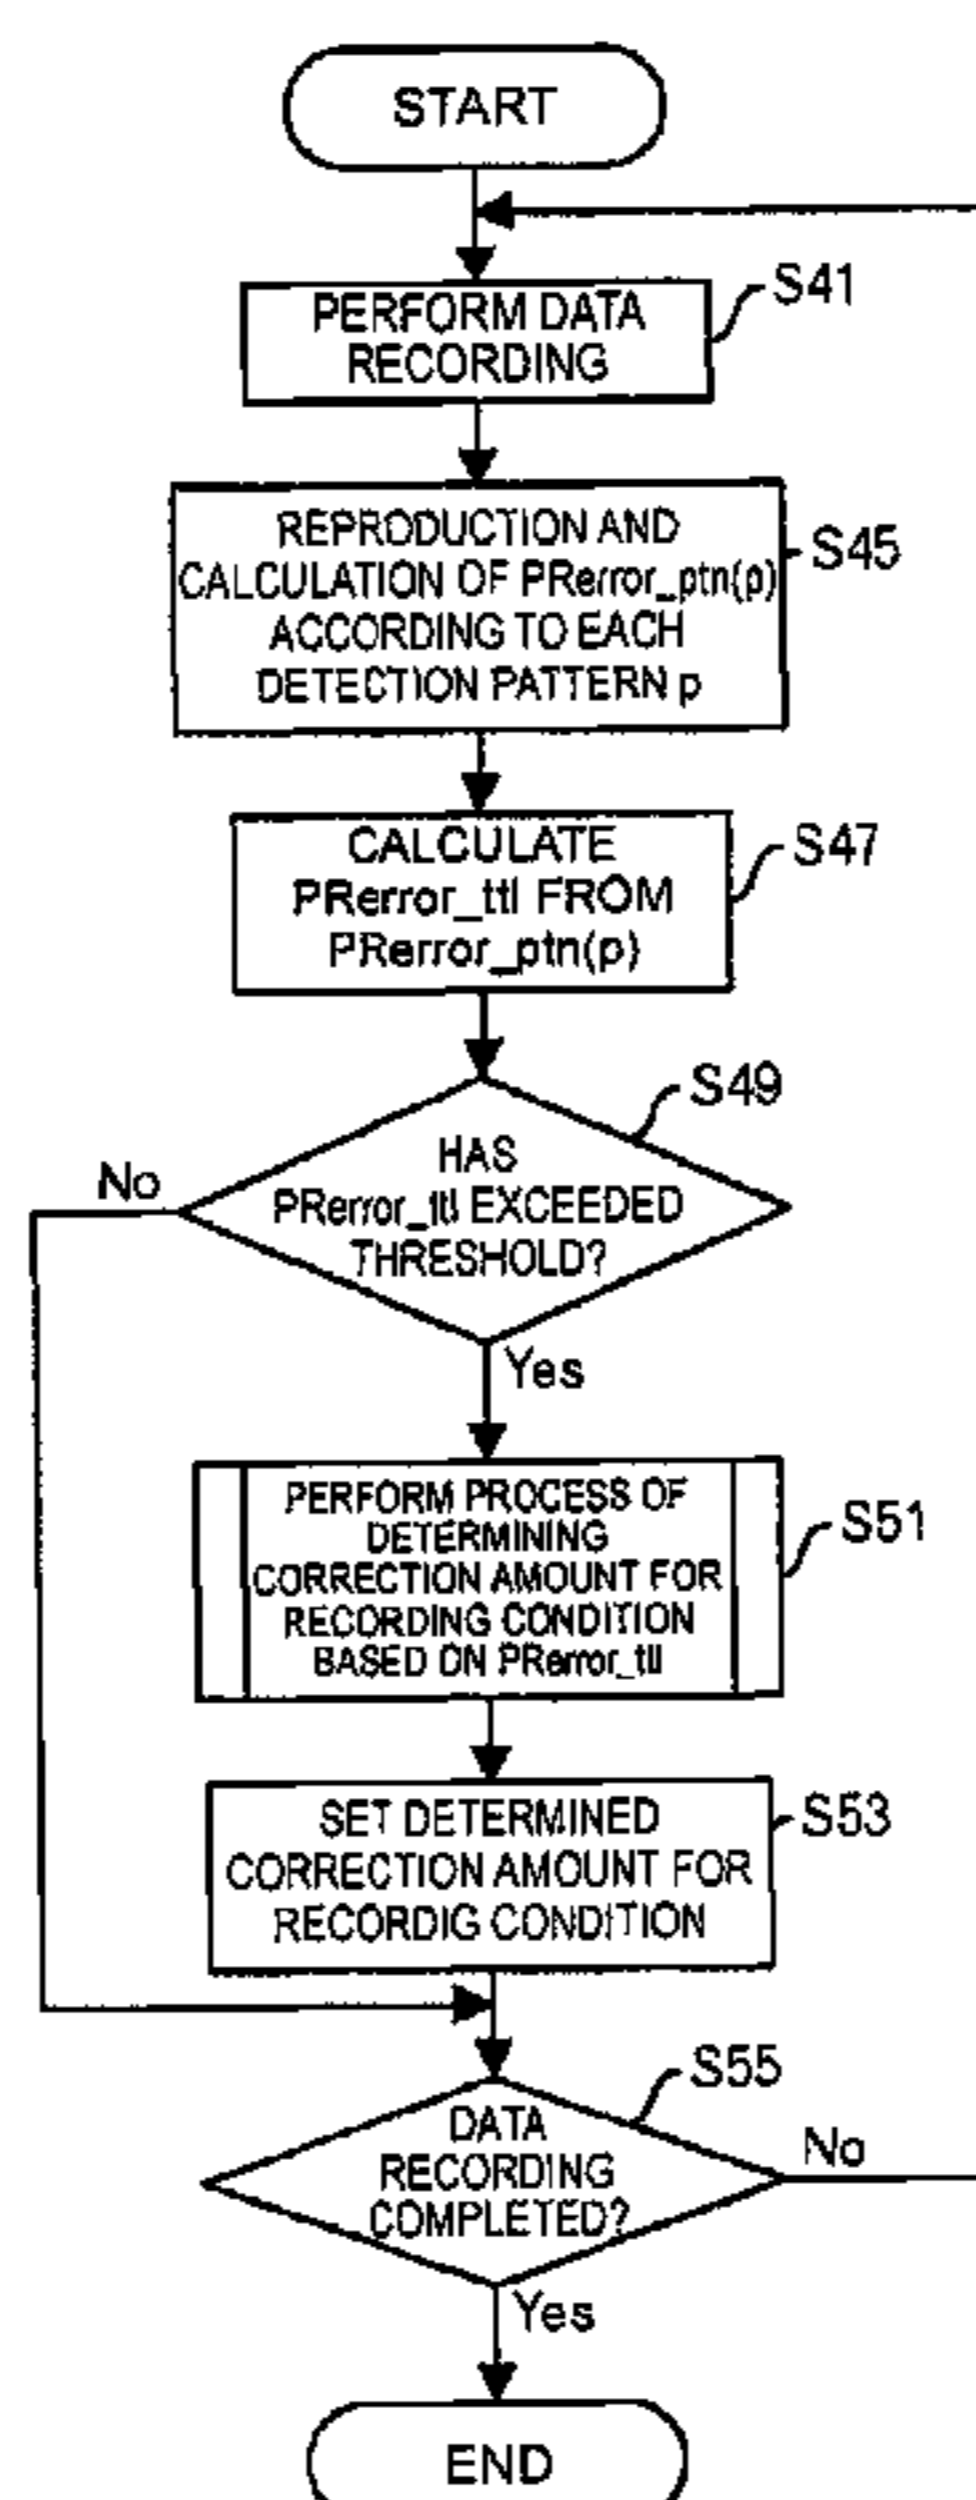 START
S41
PERFORM DATA
RECORDING
S45
REPRODUCTION AND
CALCULATION OF PRerror_ptn(p)
ACCORDING TO EACH
DETECTION PATTERN p
S47
CALCULATE
PRerror_ttl FROM
PRerror_ptn(p)
S49
HAS
PRerror_ttl EXCEEDED
THRESHOLD?
No
Yes
S51
PERFORM PROCESS OF
DETERMINING
CORRECTION AMOUNT FOR
RECORDING CONDITION
BASED ON PRerror_ttl
S53
SET DETERMINED
CORRECTION AMOUNT FOR
RECORDIG CONDITION
S55
DATA
RECORDING
COMPLETED?
No
Yes
END